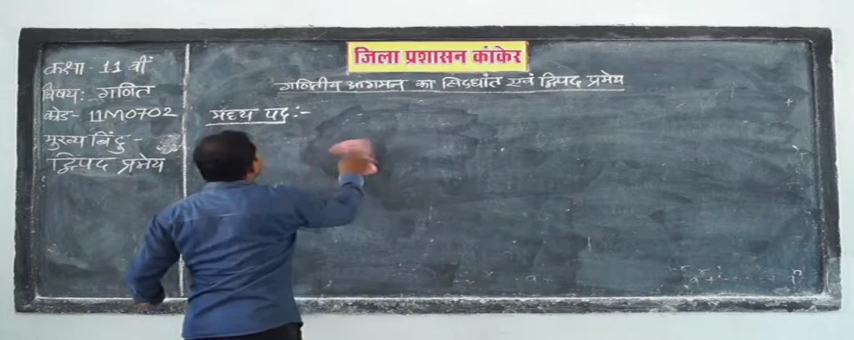 जिला प्रशासन कांकेर
गणितीय आगमन का सिद्धांत एवं द्विपद प्रमेय
कक्षा - 11 वीं
विषय: गणित
कोड- 11M0702
मुख्य बिंदु -
द्विपद प्रमेय
मध्य पद :-